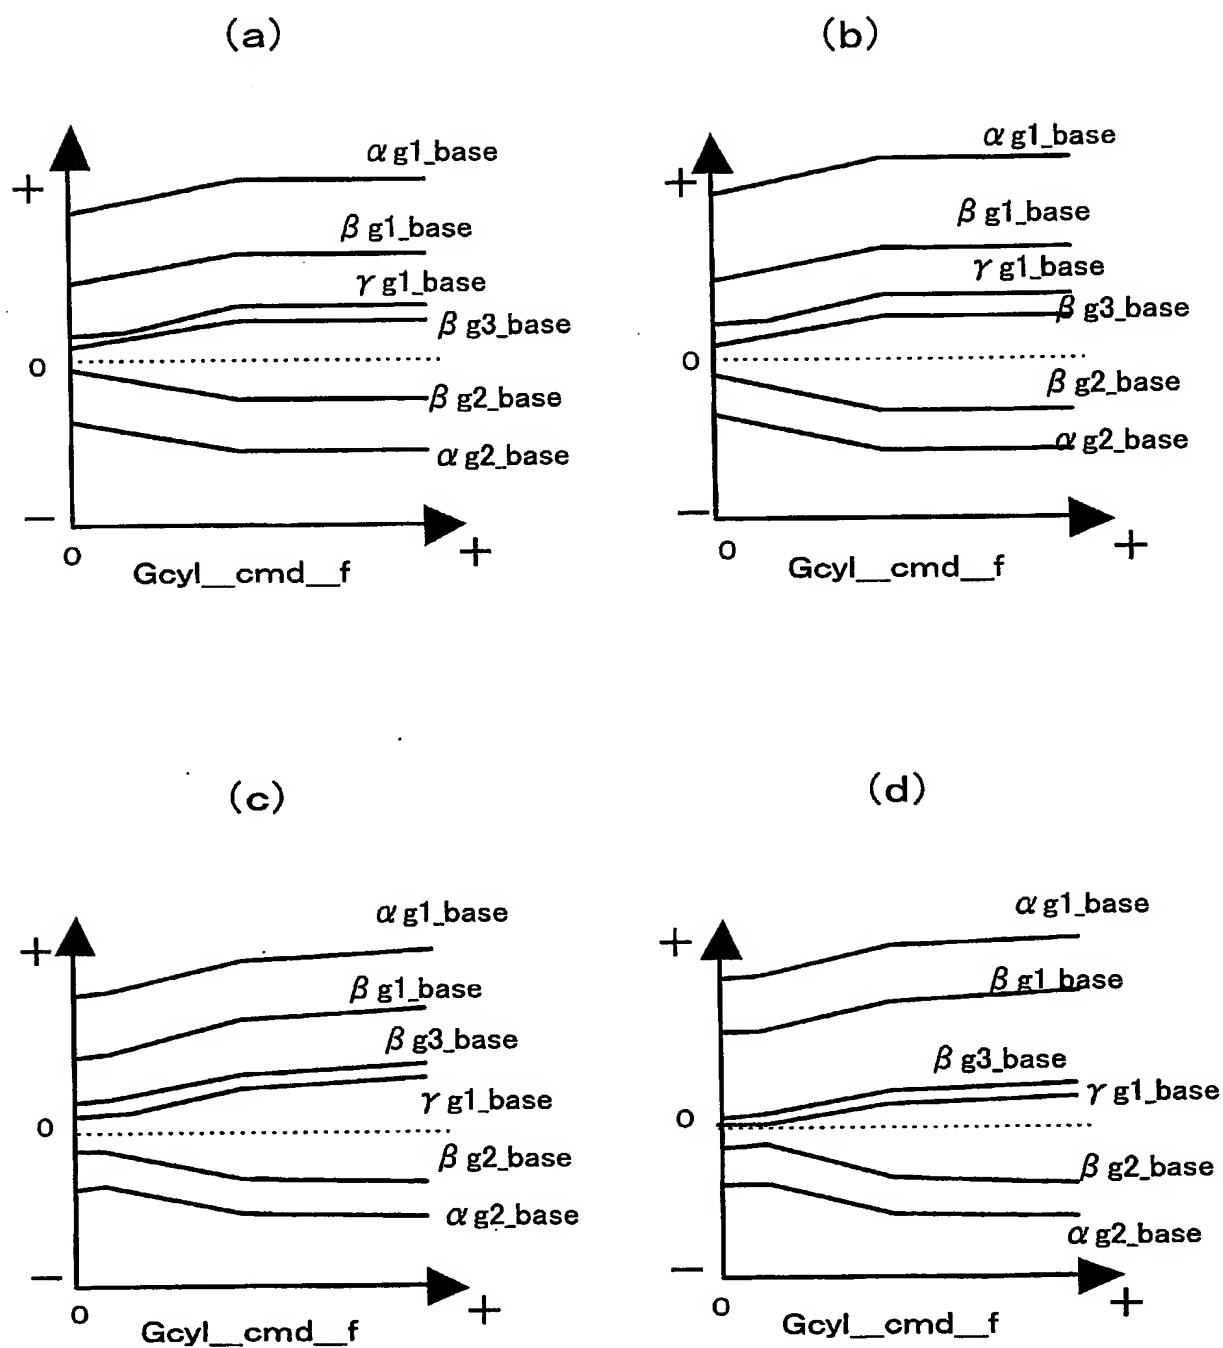 (a)
+
α g1_base
β g1_base
γ g1_base
β g3_base
0
β g2_base
α g2_base
−
0
+
Gcyl__cmd__f
(b)
+
α g1_base
β g1_base
γ g1_base
β g3_base
0
β g2_base
α g2_base
−
0
+
Gcyl__cmd__f
(c)
+
α g1_base
β g1_base
β g3_base
γ g1_base
0
β g2_base
α g2_base
−
0
+
Gcyl__cmd__f
(d)
+
α g1_base
β g1_base
β g3_base
γ g1_base
0
β g2_base
α g2_base
−
0
+
Gcyl__cmd__f